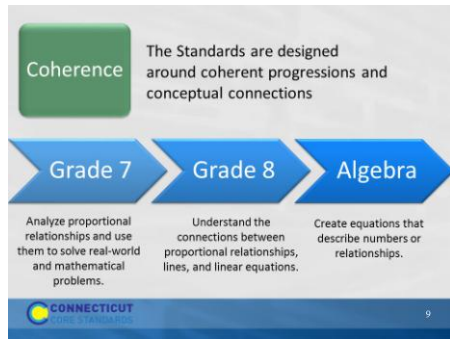 Coherence
The Standards are designed
around coherent progressions and
conceptual connections
Grade 7
Grade 8
Algebra
Analyze proportional
relationships and use
them to solve real-world
and mathematical
problems.
Understand the
connections between
proportional relationships,
lines, and linear equations.
Create equations that
describe numbers or
relationships.
CONNECTICUT
CORE STANDARDS
9